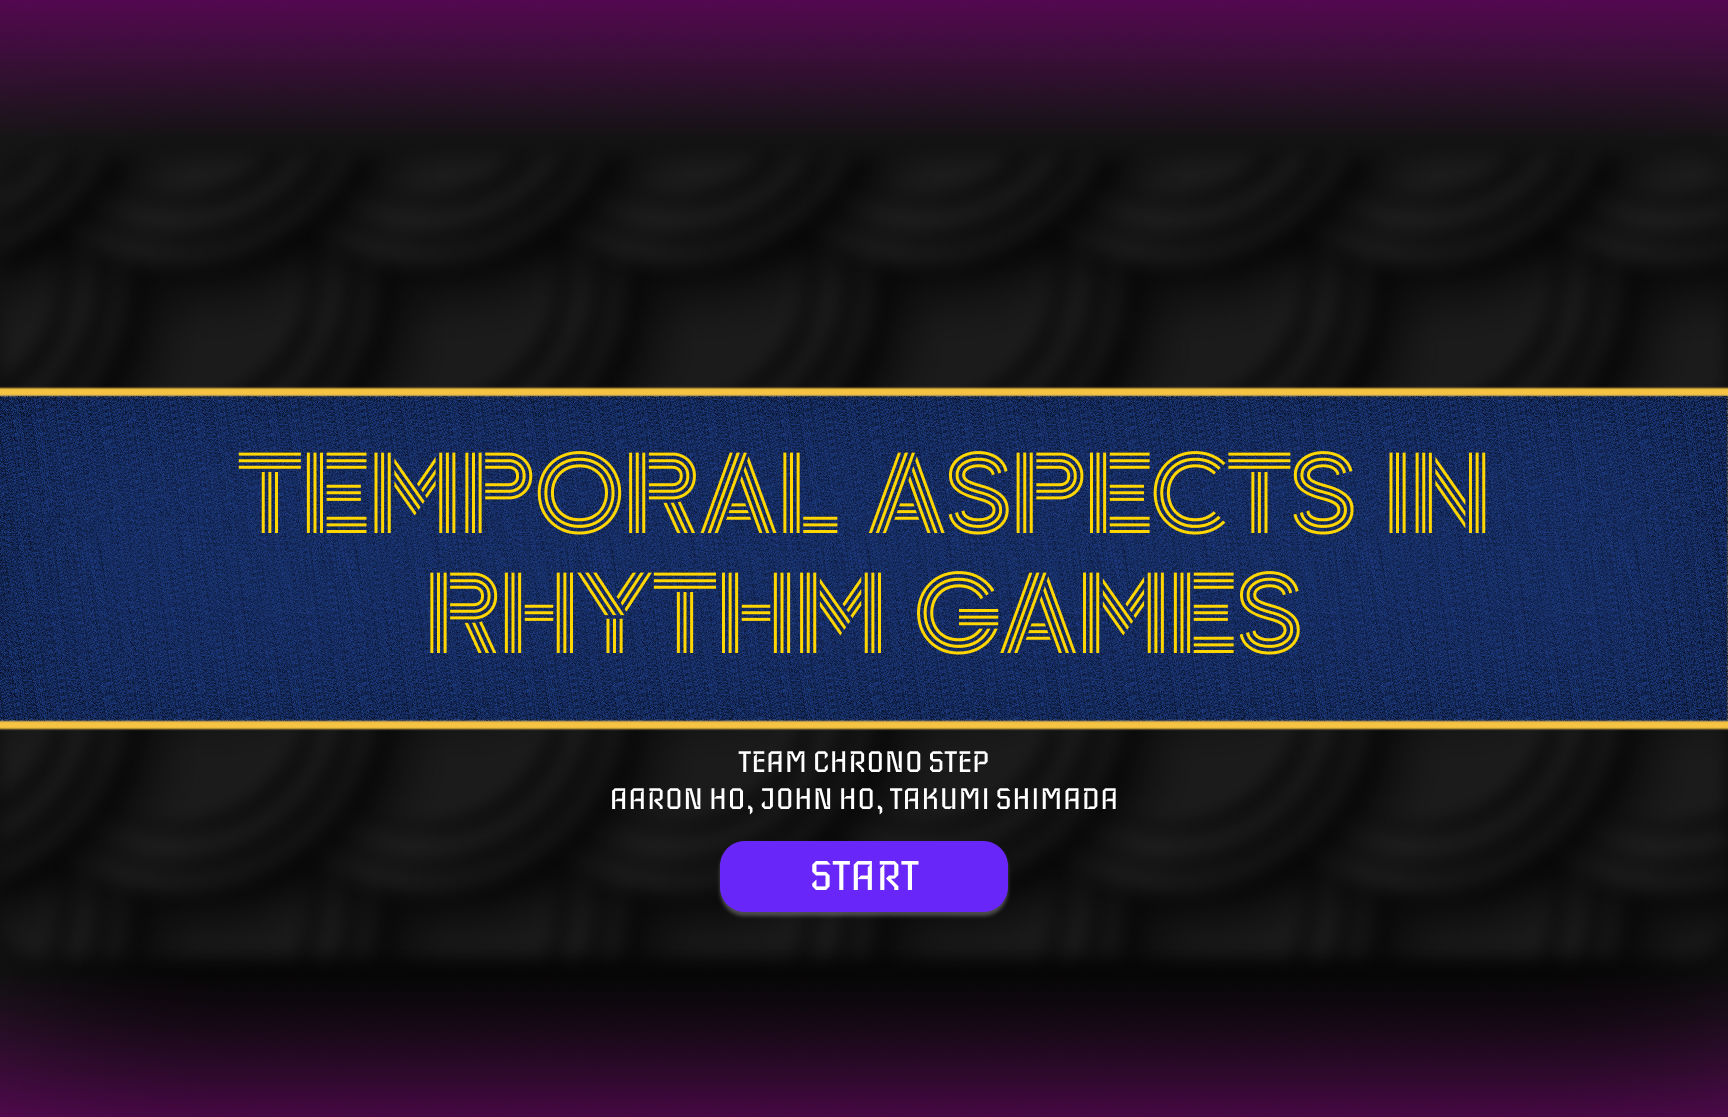 TEMPORAL ASPECTS IN
RHYTHM GAMES
TEAM CHRONO STEP
AARON HO, JOHN HO, TAKUMI SHIMADA
START